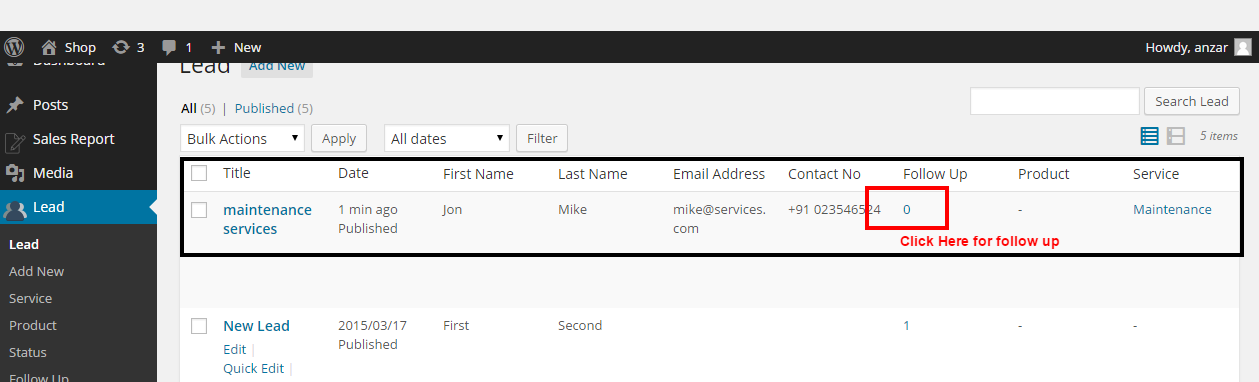 Shop 3 1 New Howdy, anzar
Dashboard
Lead Add New
Posts
All (5) | Published (5)
Search Lead
Sales Report
Bulk Actions Apply All dates Filter 5 items
Media
Title Date First Name Last Name Email Address Contact No Follow Up Product Service
Lead
maintenance 1 min ago Jon Mike mike@services. +91 023546524 0 - Maintenance
services Published com
Click Here for follow up
Lead
Add New
Service
Product
New Lead 2015/03/17 First Second 1 - -
Published
Status
Edit |
Quick Edit |
Follow Up